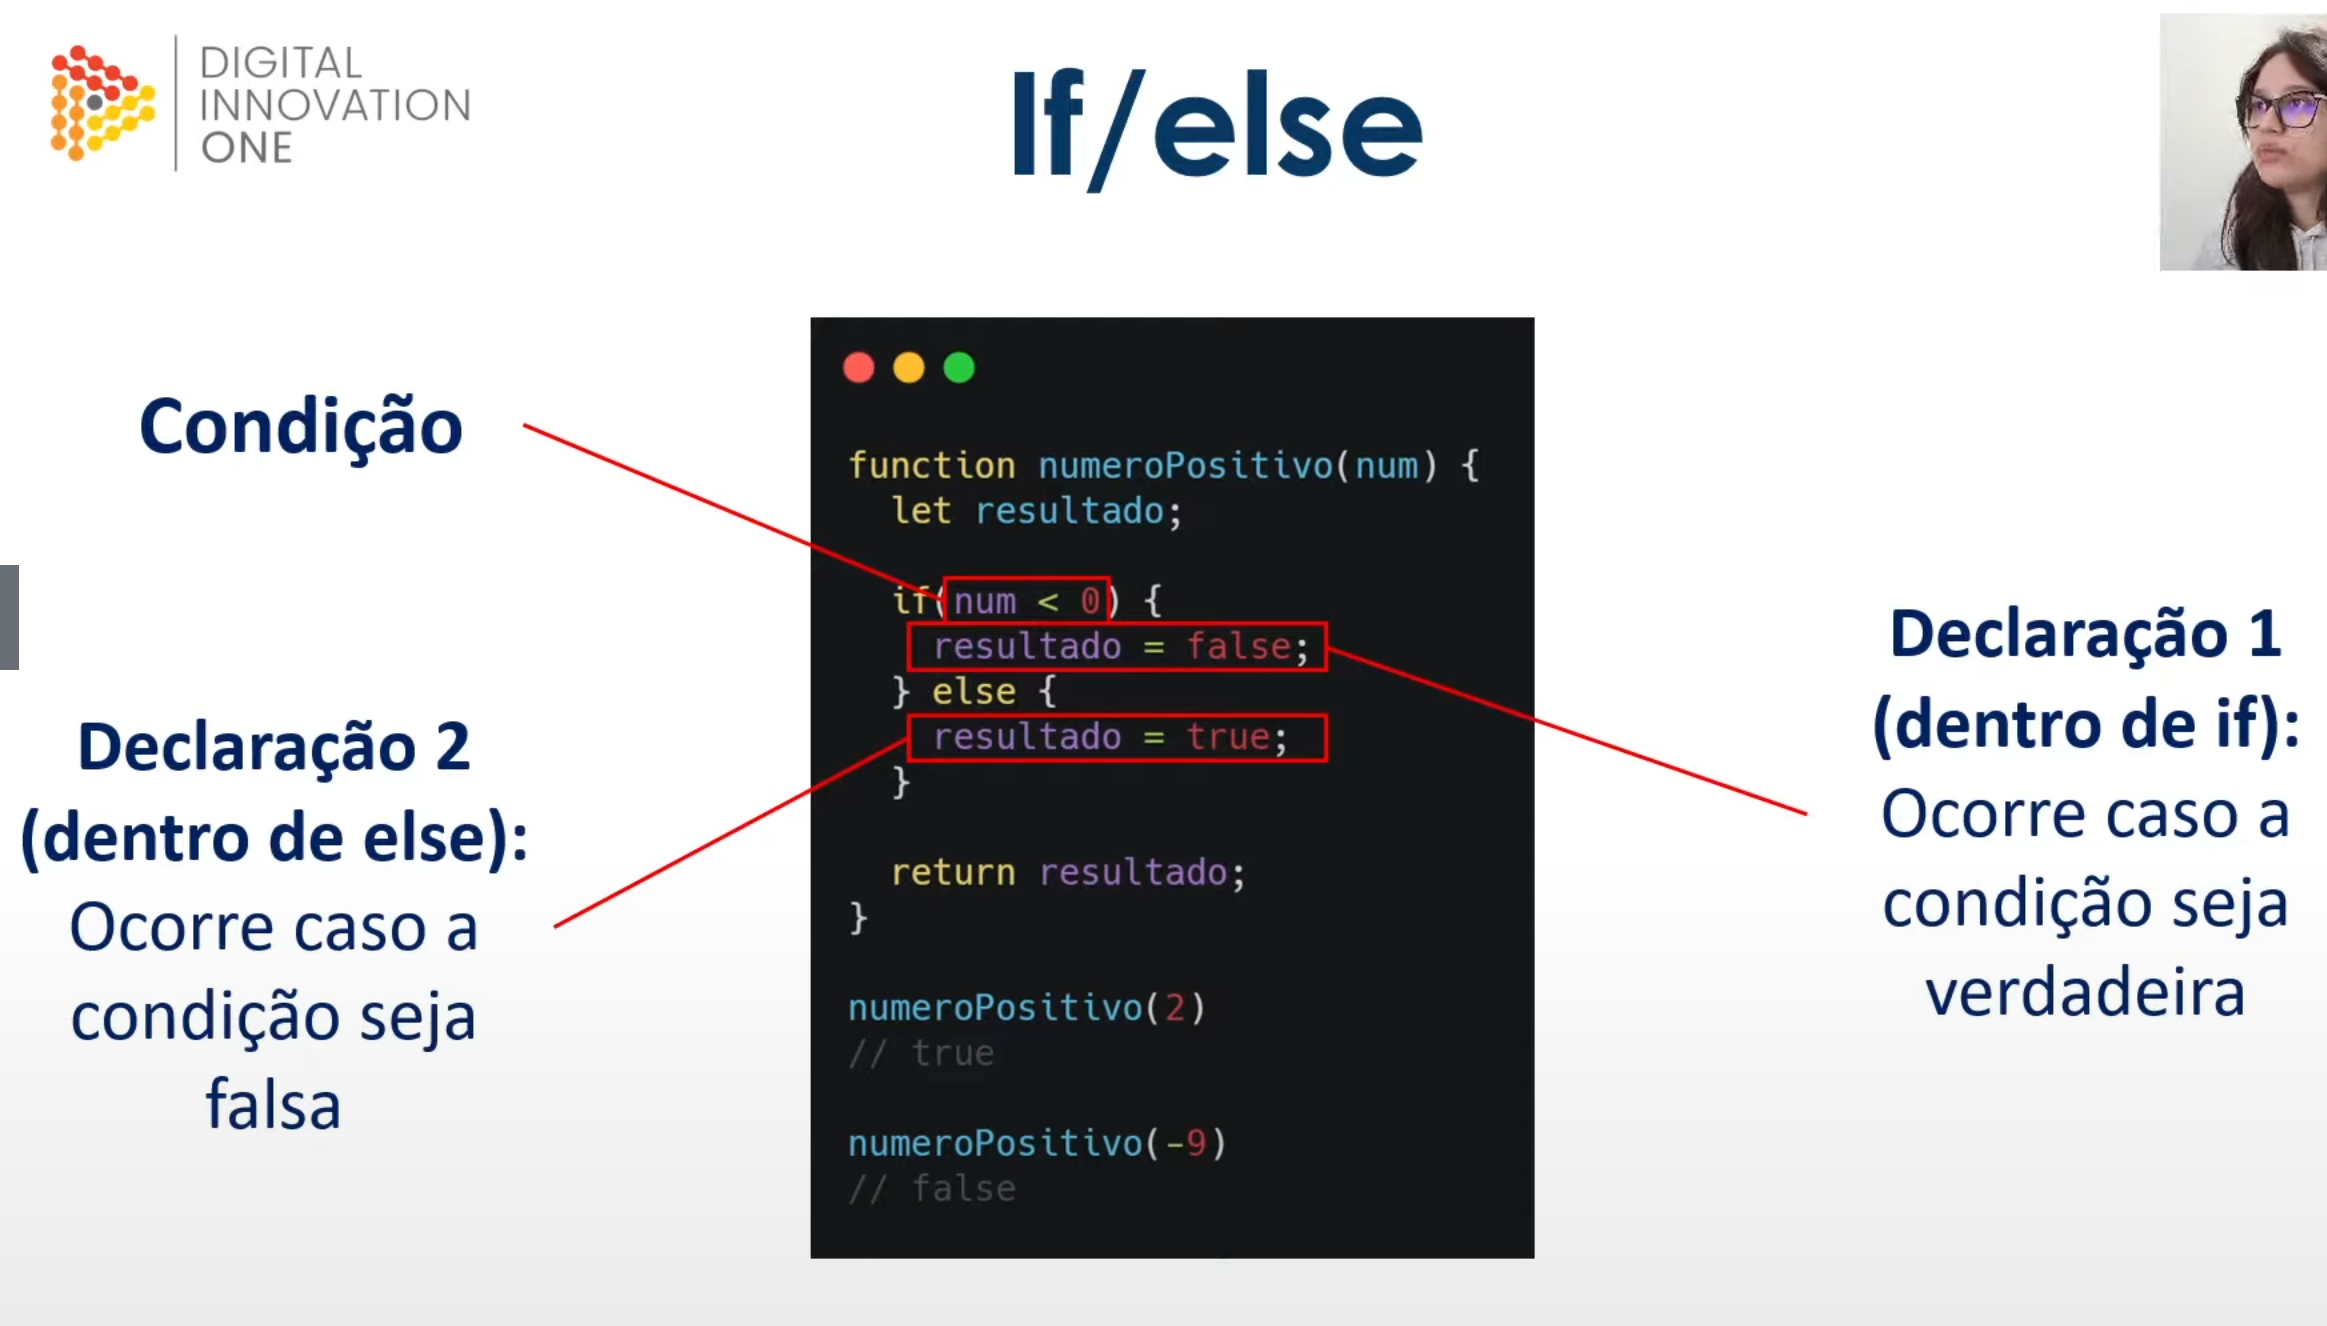 DIGITAL
INNOVATION
ONE
If/else
Condição
Declaração 2
(dentro de else):
Ocorre caso a
condição seja
falsa
function numeroPositivo(num) {
  let resultado;

  if(num < 0) {
    resultado = false;
  } else {
    resultado = true;
  }

  return resultado;
}

numeroPositivo(2)
// true

numeroPositivo(-9)
// false
Declaração 1
(dentro de if):
Ocorre caso a
condição seja
verdadeira